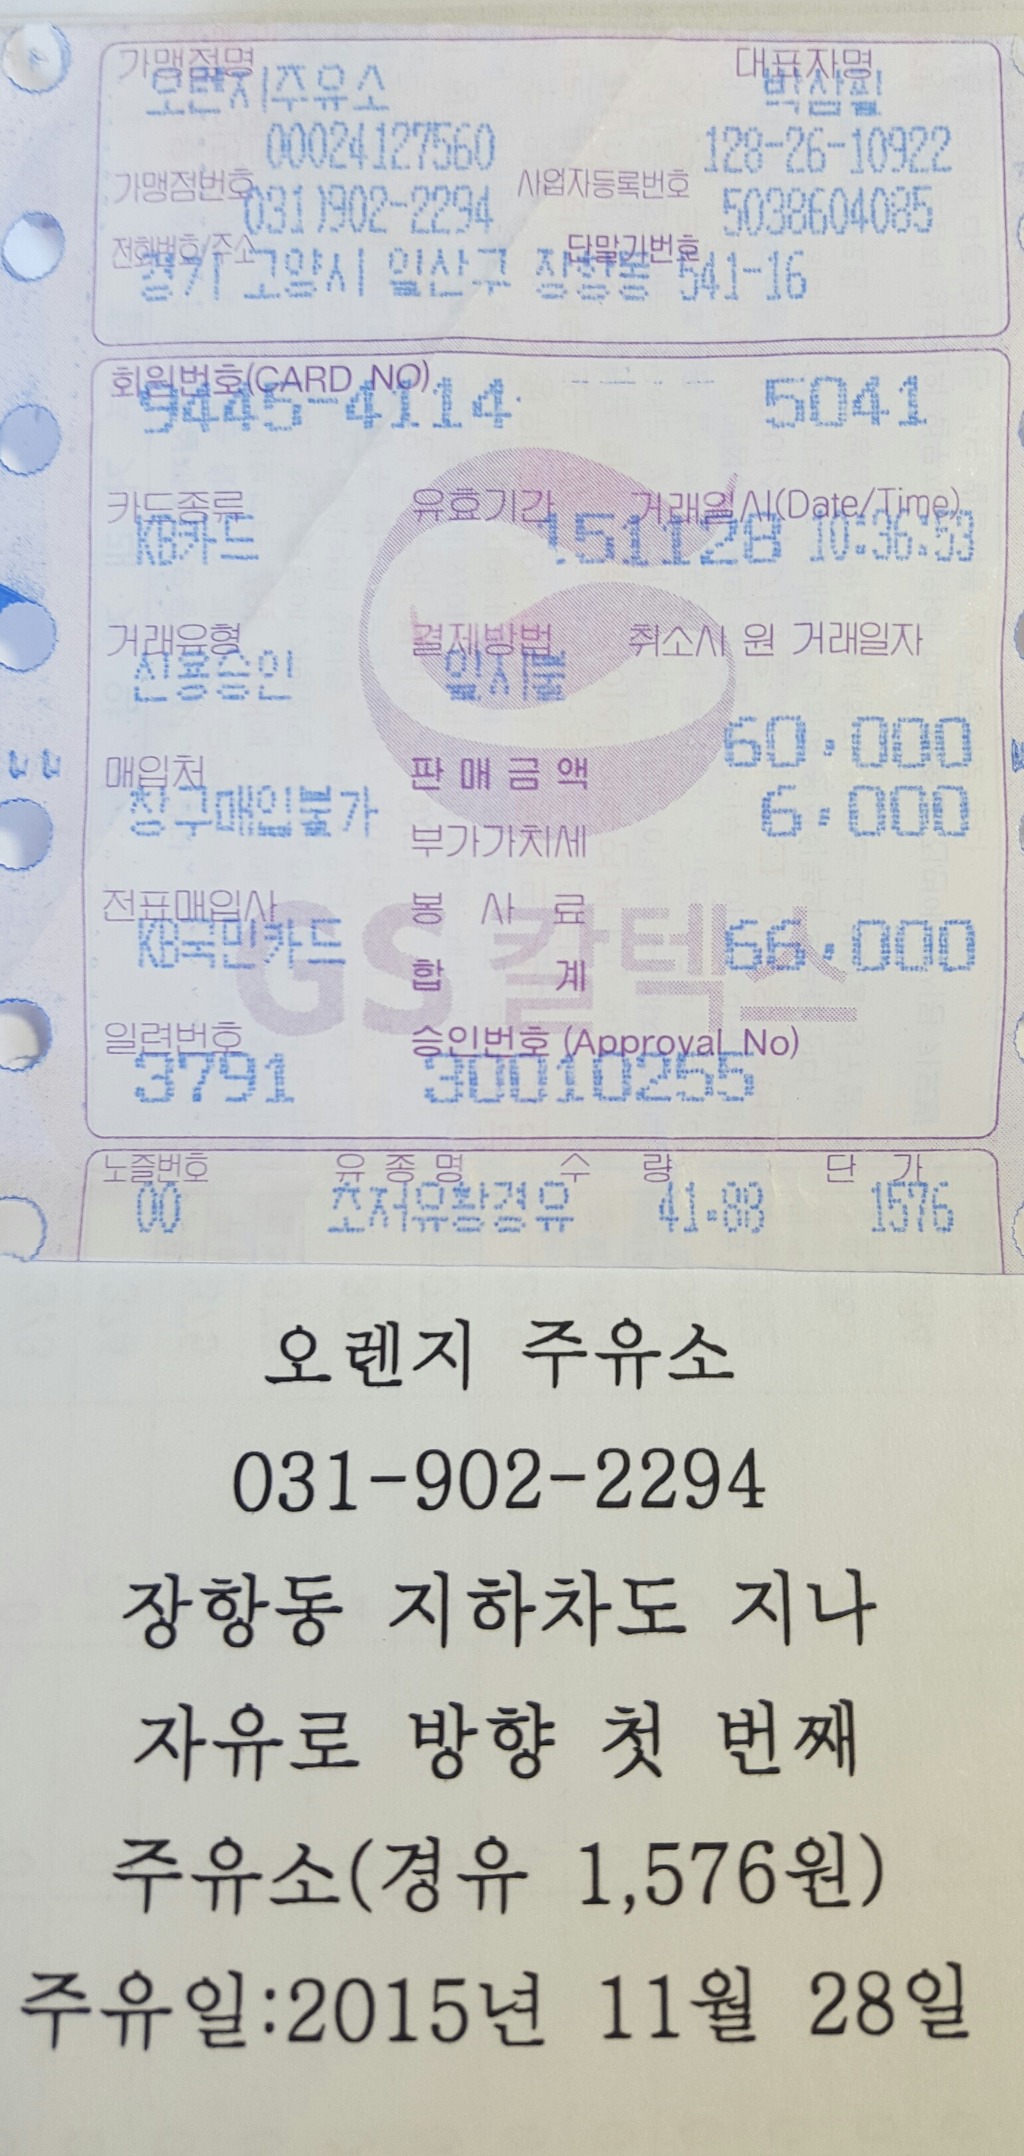 가맹점명 대표자명
오렌지주유소 박삼필
00024127560 128-26-10922
가맹점번호 사업자등록번호
031)902-2294 5038604085
전화번호/주소 단말기번호
경기 고양시 일산구 장항동 541-16
회원번호(CARD NO)
9445-4114 5041
카드종류 유효기간 거래일시(Date/Time)
KB카드 151128 10:36:53
거래유형 결제방법 취소시 원 거래일자
신용승인 일시불
60,000
매입처 판매금액
창구매입불가 6,000
부가가치세
전표매입사 봉사료
KB국민카드 66,000
합계
GS칼텍스
일련번호 승인번호(Approval No)
3791 30010255
노즐번호 유종명 수량 단가
00 초저유황경유 41.88 1576
오렌지 주유소
031-902-2294
장항동 지하차도 지나
자유로 방향 첫 번째
주유소(경유 1,576원)
주유일:2015년 11월 28일